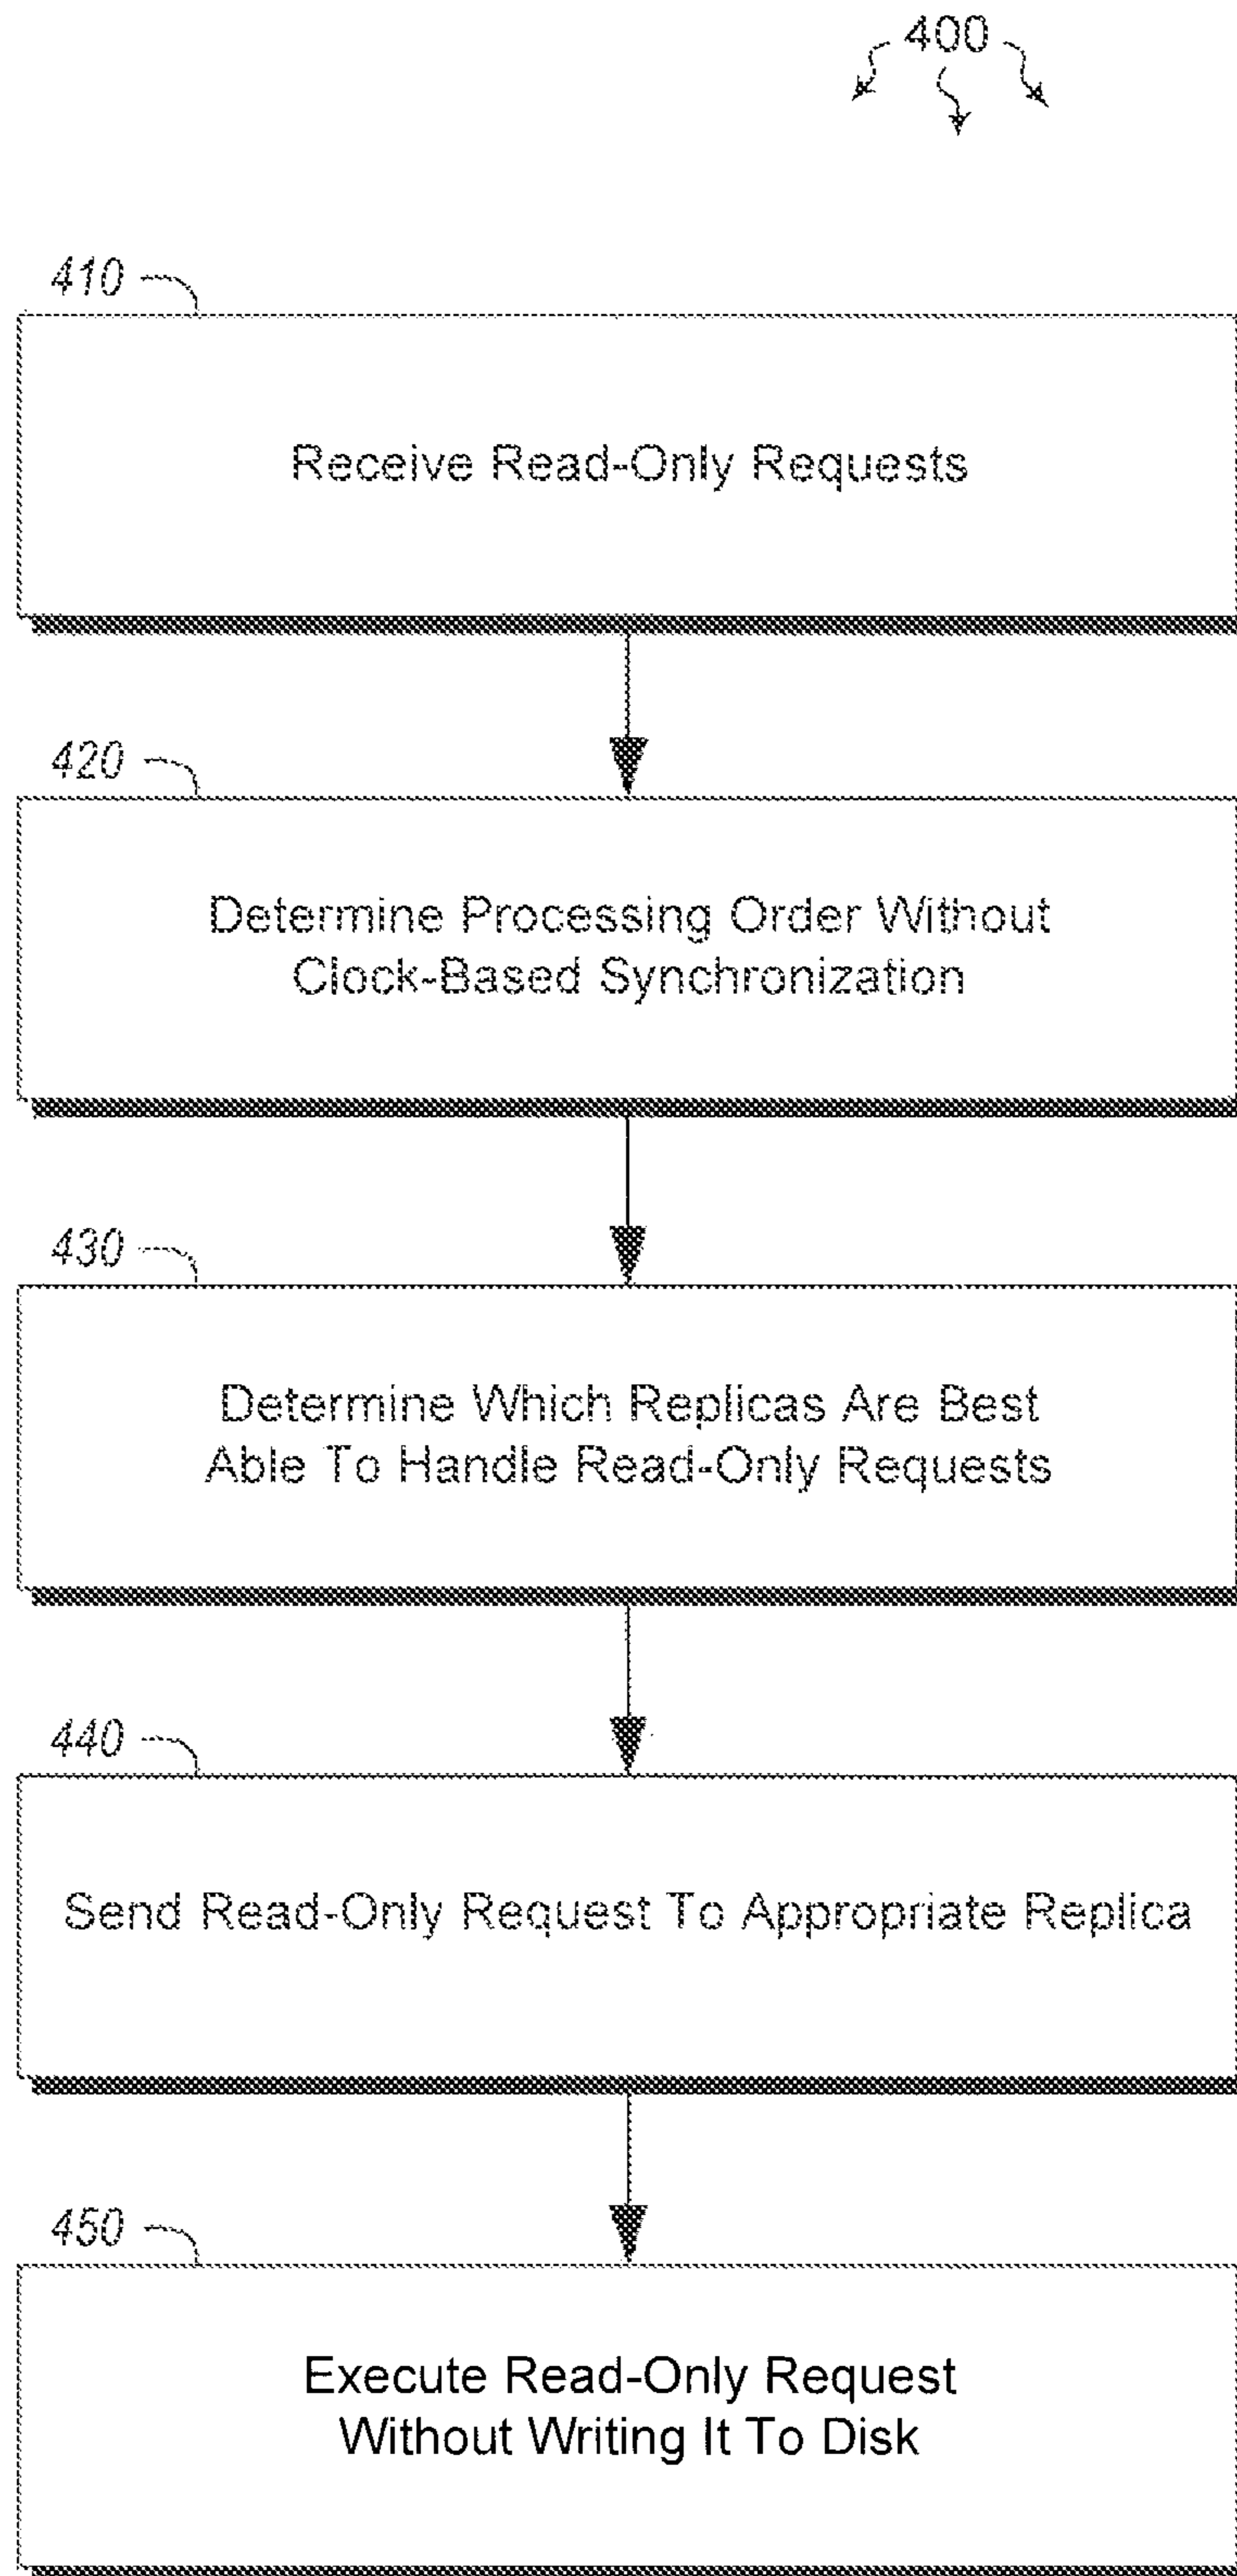 400
410
Receive Read-Only Requests
420
Determine Processing Order Without
Clock-Based Synchronization
430
Determine Which Replicas Are Best
Able To Handle Read-Only Requests
440
Send Read-Only Request To Appropriate Replica
450
Execute Read-Only Request
Without Writing It To Disk